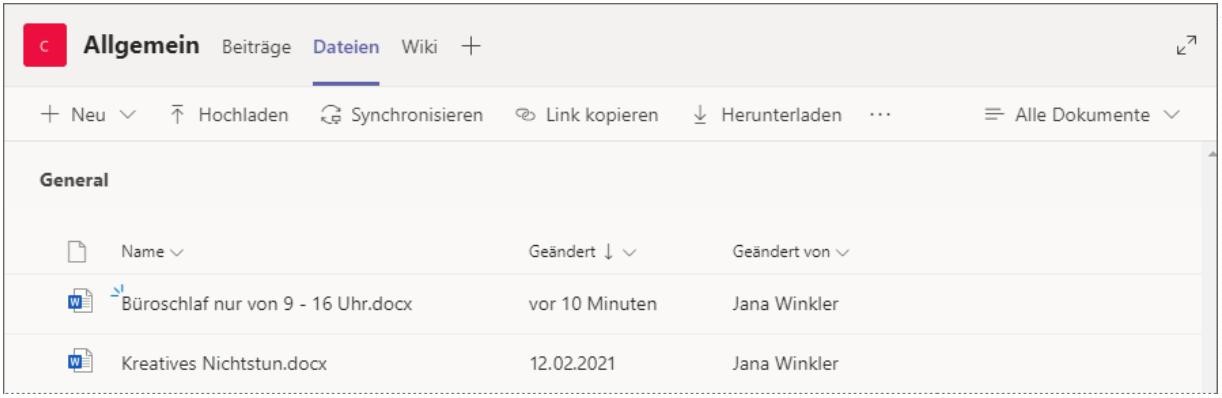 C Allgemein Beiträge Dateien Wiki
Neu Hochladen Synchronisieren Link kopieren Herunterladen ··· Alle Dokumente
General
Name Geändert Geändert von
Büroschlaf nur von 9 - 16 Uhr.docx vor 10 Minuten Jana Winkler
Kreatives Nichtstun.docx 12.02.2021 Jana Winkler